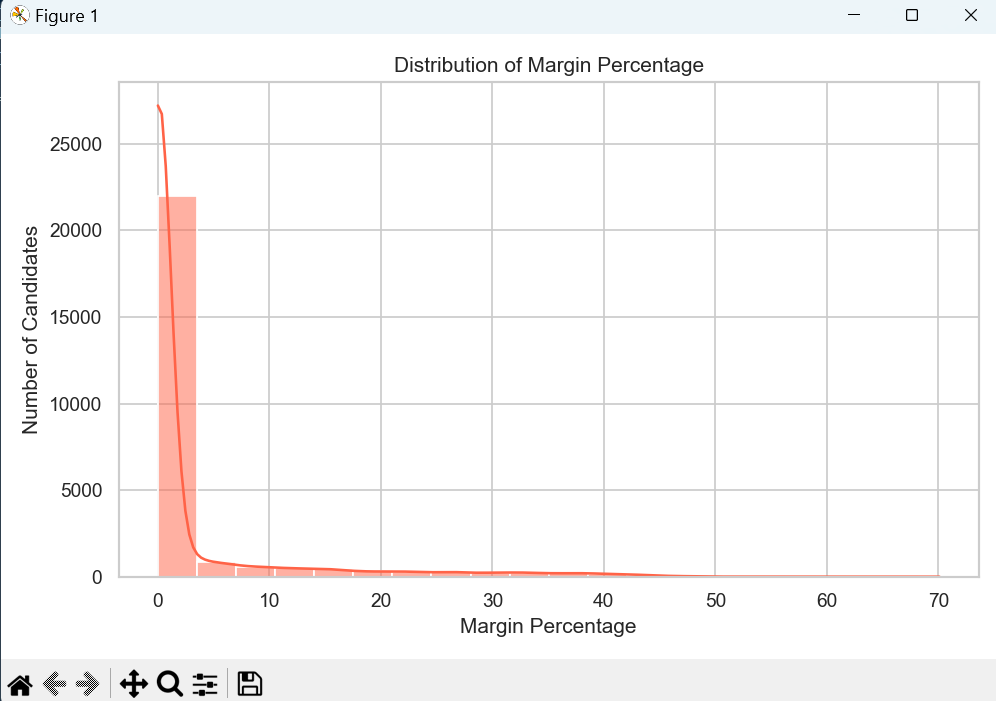 Figure 1
Distribution of Margin Percentage
25000
20000
15000
10000
5000
0
Number of Candidates
0 10 20 30 40 50 60 70
Margin Percentage